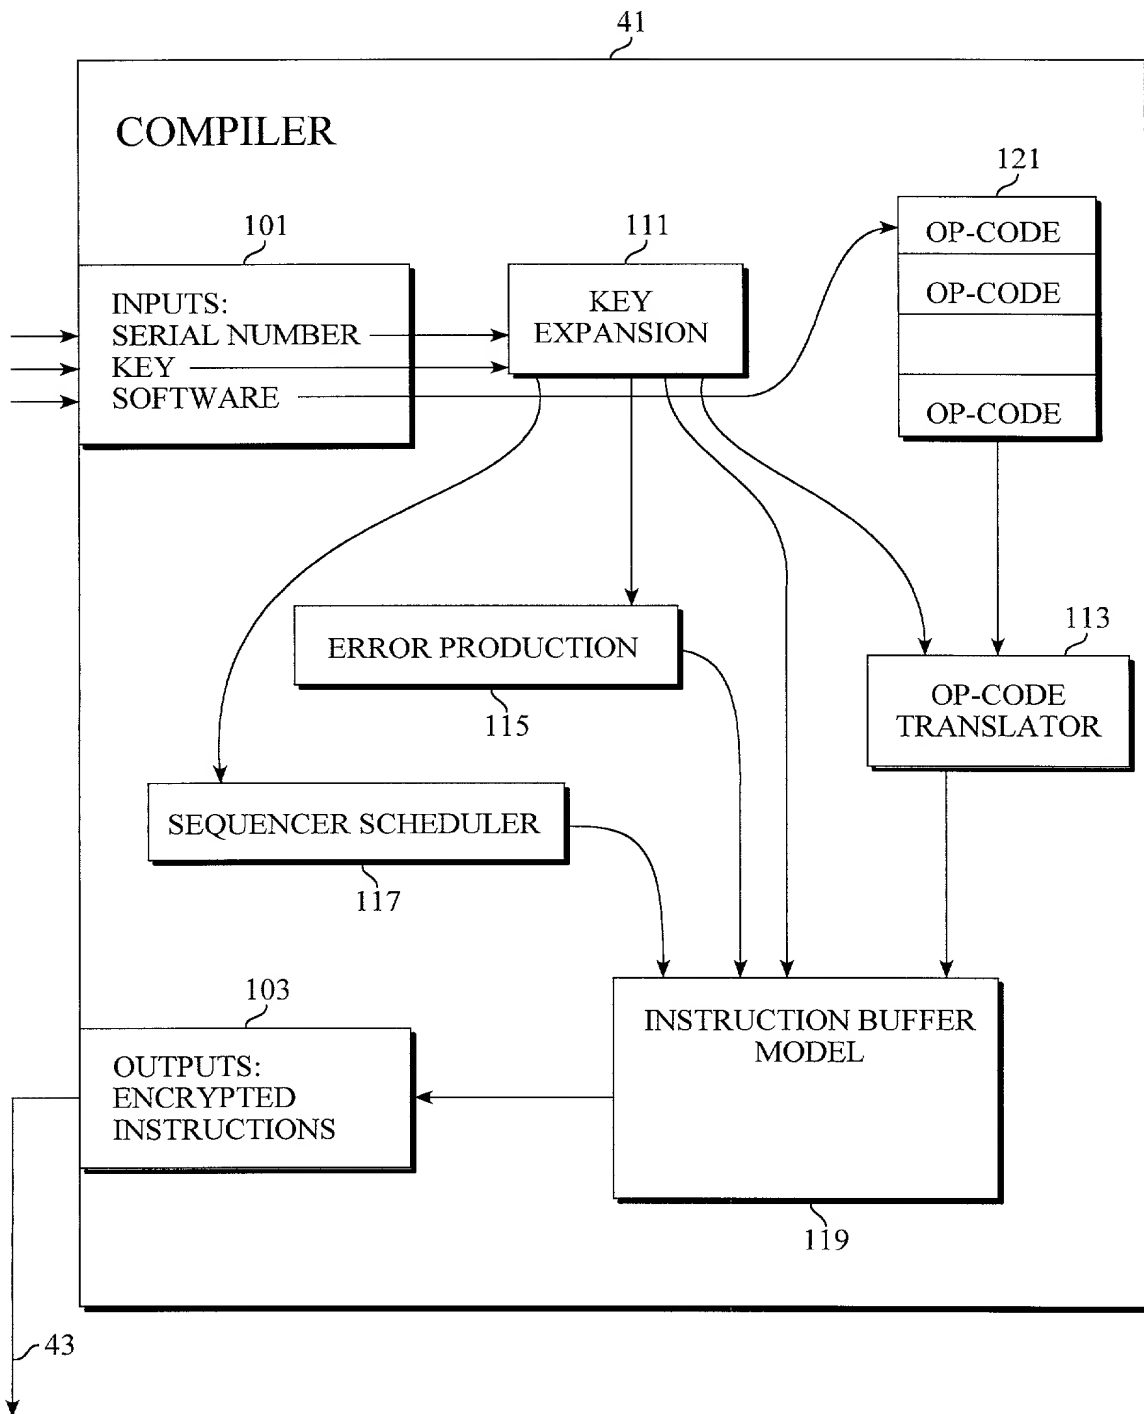 41
COMPILER
121
OP-CODE
OP-CODE
OP-CODE
101
INPUTS:
SERIAL NUMBER
KEY
SOFTWARE
111
KEY
EXPANSION
ERROR PRODUCTION
115
113
OP-CODE
TRANSLATOR
SEQUENCER SCHEDULER
117
103
OUTPUTS:
ENCRYPTED
INSTRUCTIONS
INSTRUCTION BUFFER
MODEL
119
43